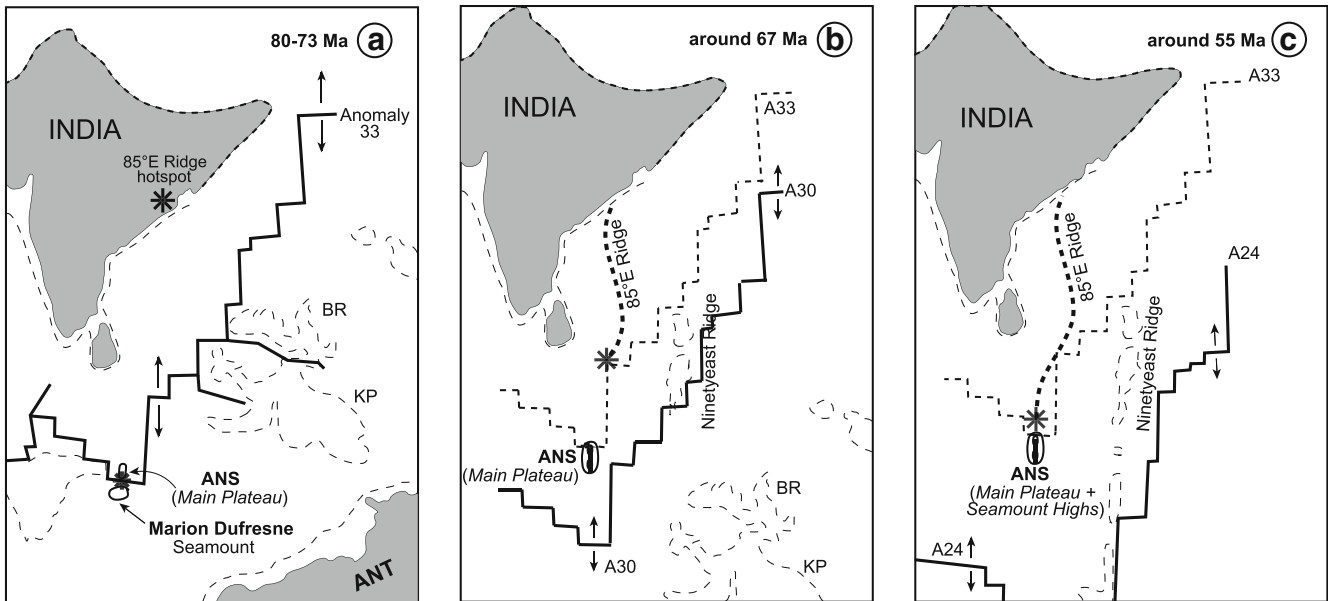 80-73 Ma a
INDIA
85°E Ridge
hotspot
Anomaly
33
BR
KP
ANS
(Main Plateau)
Marion Dufresne
Seamount
ANT
around 67 Ma b
INDIA
A33
A30
85°E Ridge
Ninetyeast Ridge
ANS
(Main Plateau)
BR
A30
KP
around 55 Ma c
A33
INDIA
85°E Ridge
A24
Ninetyeast Ridge
ANS
(Main Plateau +
Seamount Highs)
A24